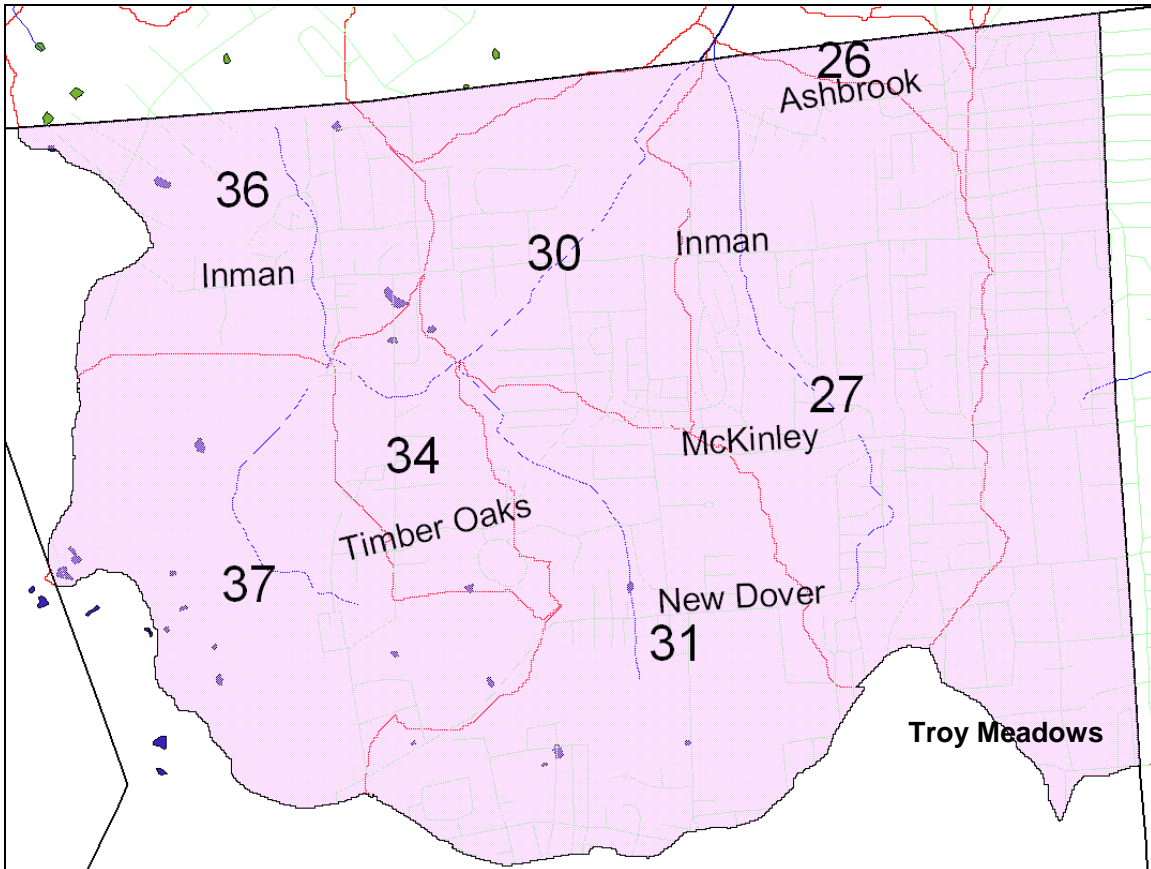 26
Ashbrook
36
30
Inman
Inman
27
McKinley
34
Timber Oaks
37
New Dover
31
Troy Meadows